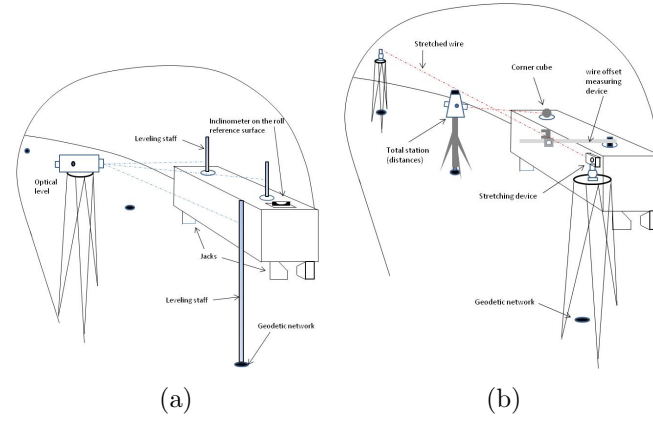 Leveling staff
Inclinometer on the roll
reference surface
Optical
level
Jacks
Leveling staff
Geodetic network
(a)
Stretched wire
Corner cube
wire offset
measuring
device
Total station
(distances)
Stretching device
Geodetic network
(b)